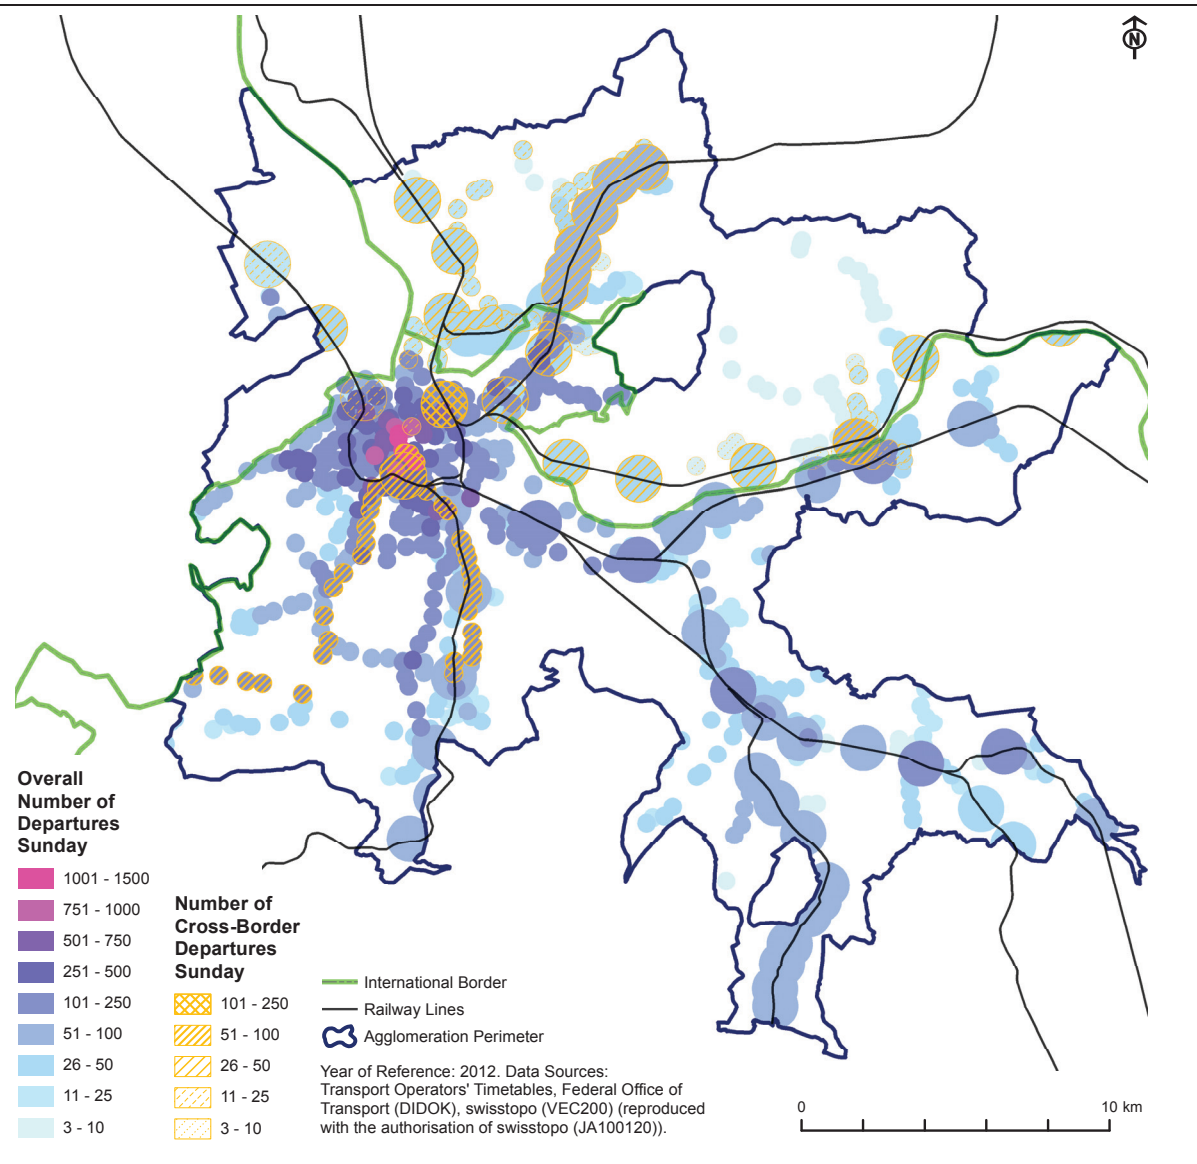 N
Overall
Number of
Departures
Sunday
1001 - 1500
751 - 1000
501 - 750
251 - 500
101 - 250
51 - 100
26 - 50
11 - 25
3 - 10
Number of
Cross-Border
Departures
Sunday
101 - 250
51 - 100
26 - 50
11 - 25
3 - 10
International Border
Railway Lines
Agglomeration Perimeter
Year of Reference: 2012. Data Sources:
Transport Operators' Timetables, Federal Office of
Transport (DIDOK), swisstopo (VEC200) (reproduced
with the authorisation of swisstopo (JA100120)).
0 10 km